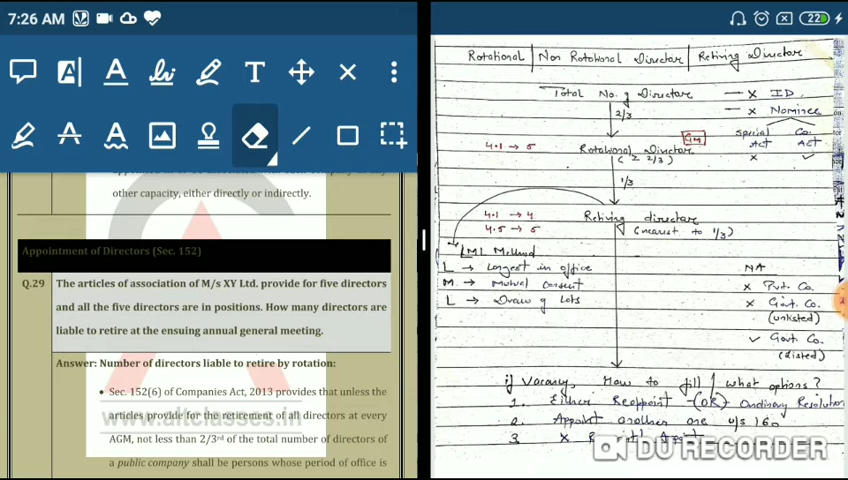 7:26 AM
22
T
other capacity, either directly or indirectly.
Appointment of Directors (Sec. 152)
Q.29 The articles of association of M/s XY Ltd. provide for five directors
and all the five directors are in positions. How many directors are
liable to retire at the ensuing annual general meeting.
Answer: Number of directors liable to retire by rotation:
• Sec. 152(6) of Companies Act, 2013 provides that unless the
articles provide for the retirement of all directors at every
AGM, not less than 2/3rd of the total number of directors of
a public company shall be persons whose period of office is
www.altclasses.in
Rotational | Non Rotational Director | Retiring Director
Total No. of Director — x ID
2/3 — x Nominee
Special Act x Co. Act ✓
GM
4.1 → 5 Rotational Director
(≥ 2/3)
1/3
4.1 → 4 Retiring director
4.5 → 5 (nearest to 1/3)
LML Method
L → Longest in office NA
M → Mutual Consent x Pvt. Co.
L → Draw of Lots x Govt. Co.
(unlisted)
✓ Govt. Co.
(listed)
if Vacancy, How to fill / what options?
1. Either Reappoint -(OR) Ordinary Resolution
2. Appoint another one u/s 160
3 x
DU RECORDER